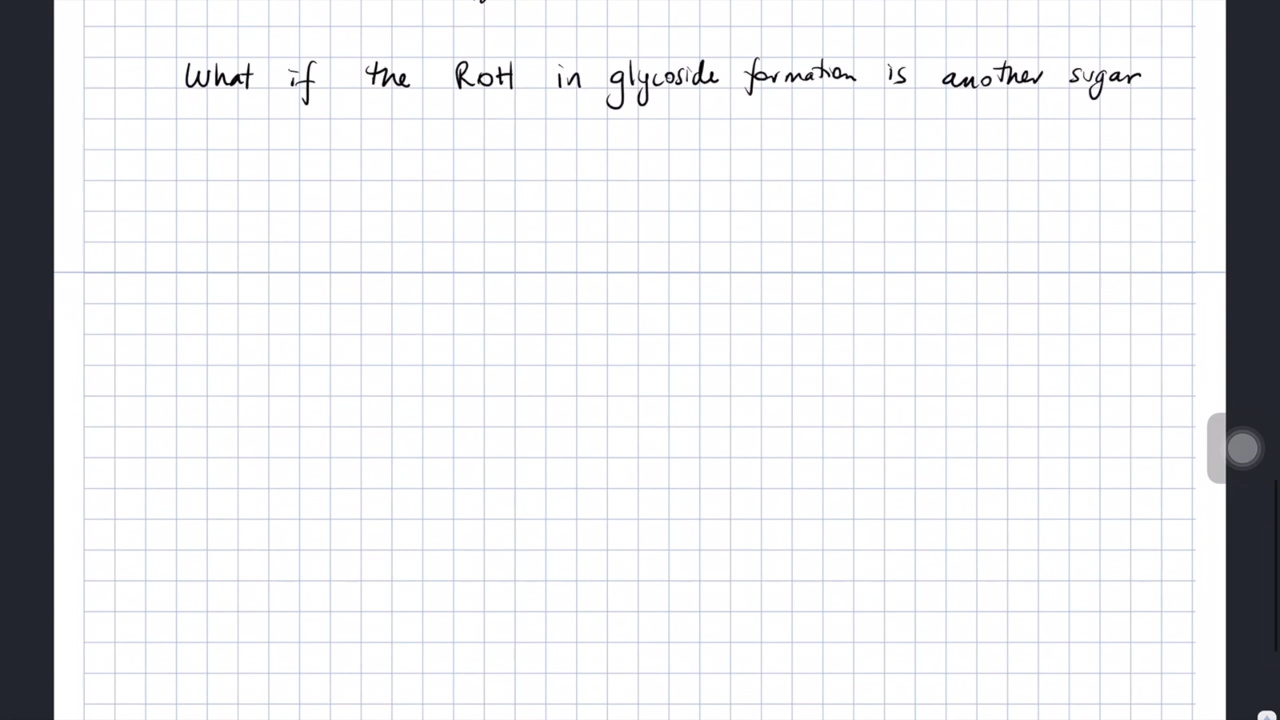 What if the ROH in glycoside formation is another sugar